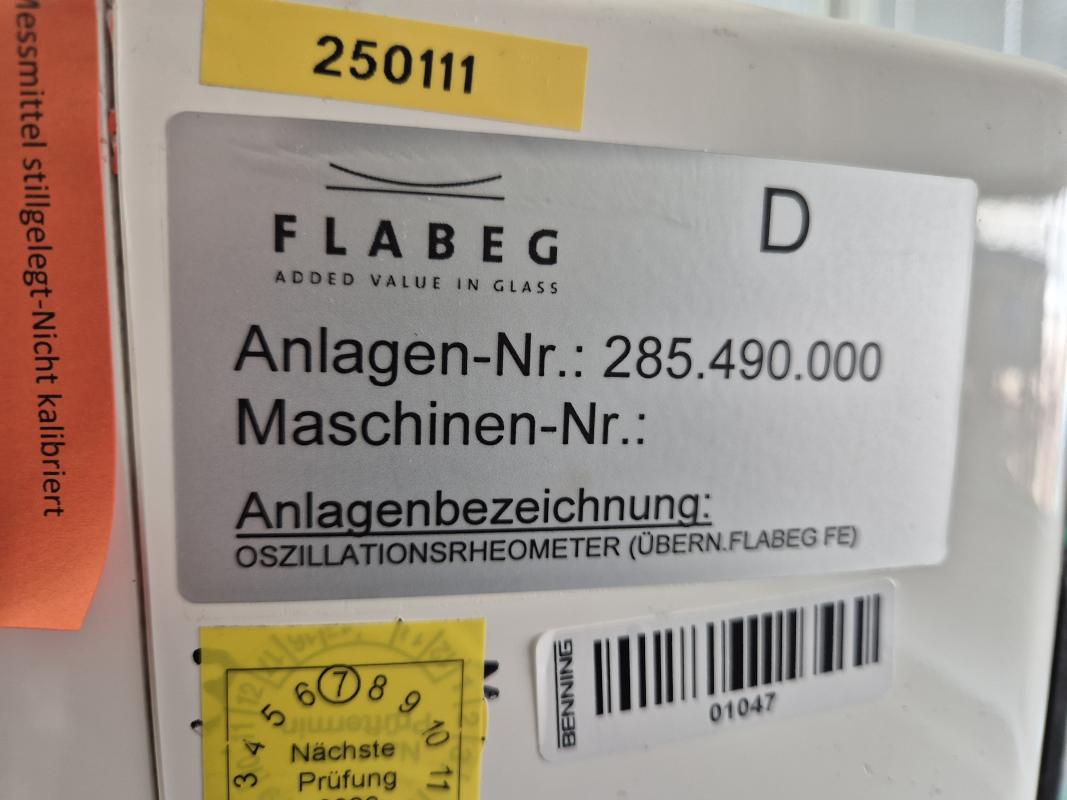 250111
Messmittel stillgelegt-Nicht kalibriert
FLABEG
ADDED VALUE IN GLASS
D
Anlagen-Nr.: 285.490.000
Maschinen-Nr.:
Anlagenbezeichnung:
OSZILLATIONSRHEOMETER (ÜBERN.FLABEG FE)
BENNING
01047
3 4 5 6 7 8 9 10 11
Nächste
Prüfung